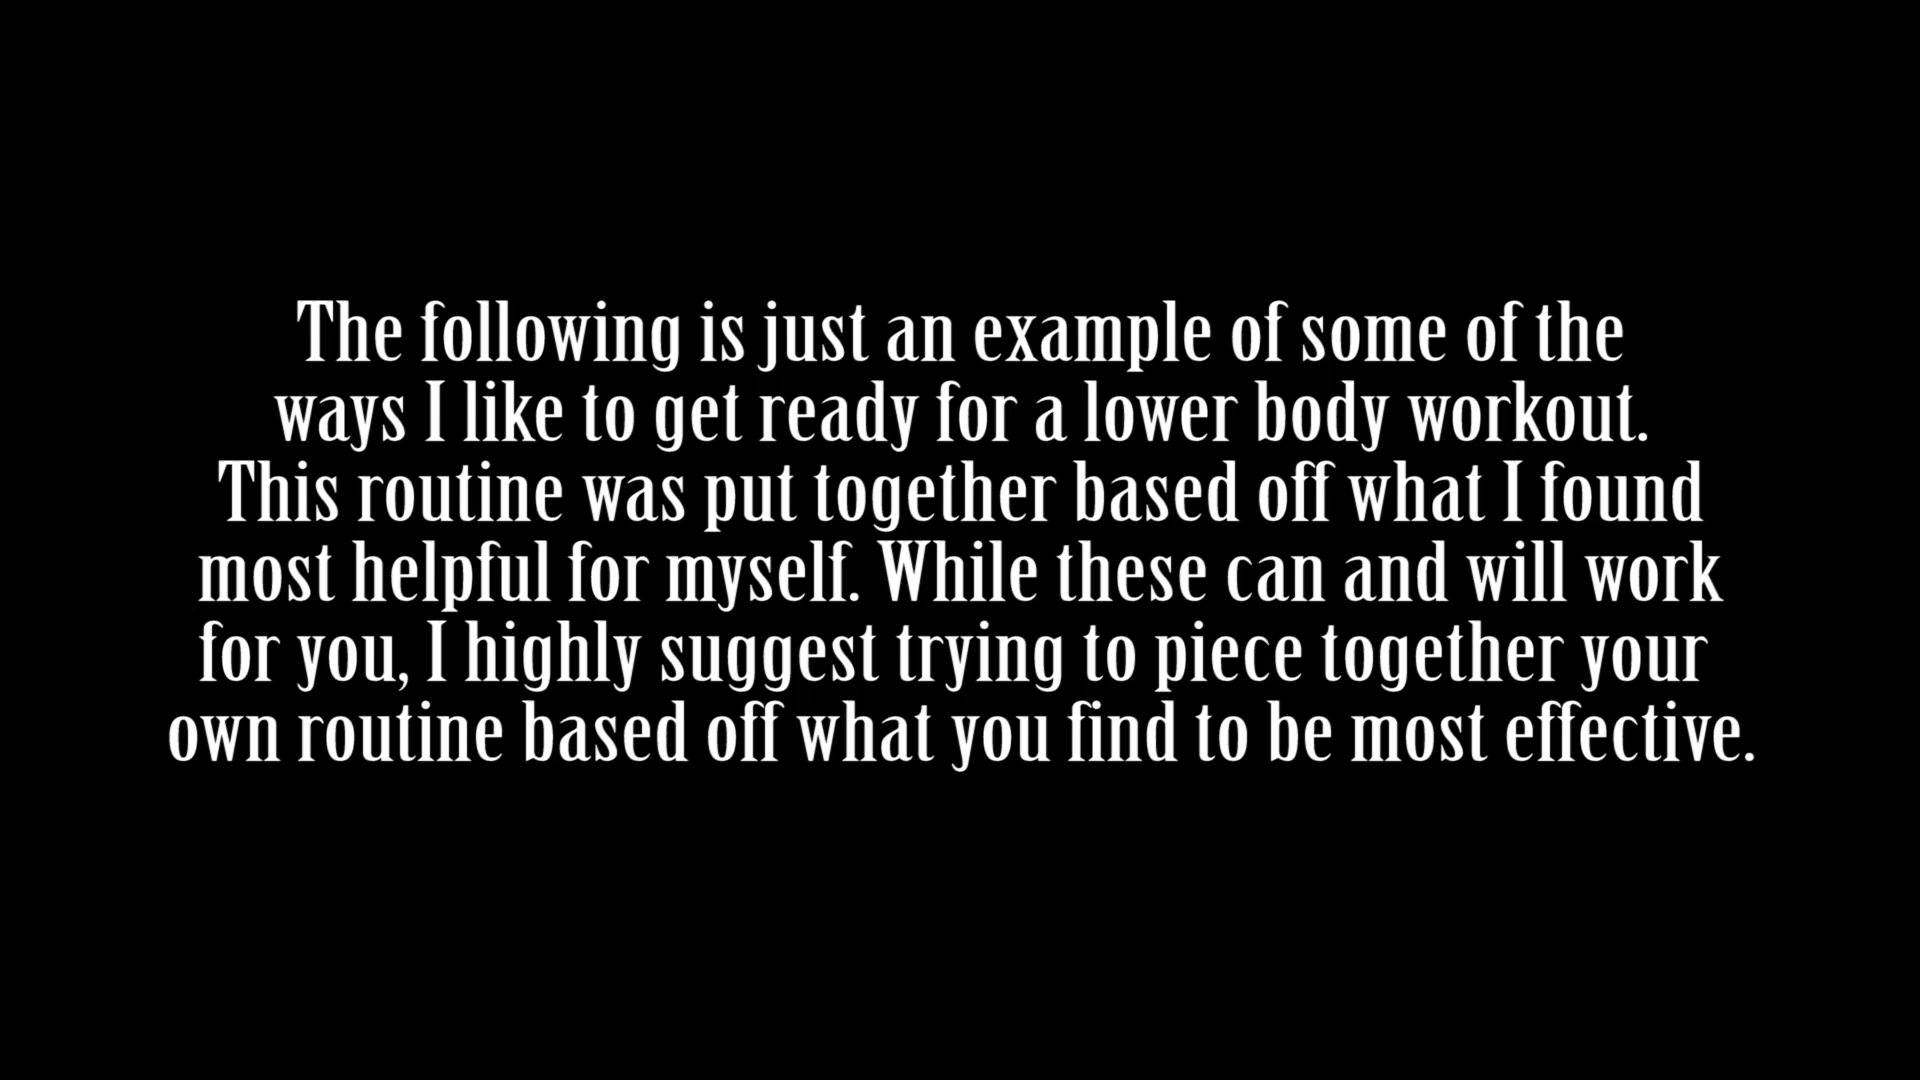 The following is just an example of some of the
ways I like to get ready for a lower body workout.
This routine was put together based off what I found
most helpful for myself. While these can and will work
for you, I highly suggest trying to piece together your
own routine based off what you find to be most effective.